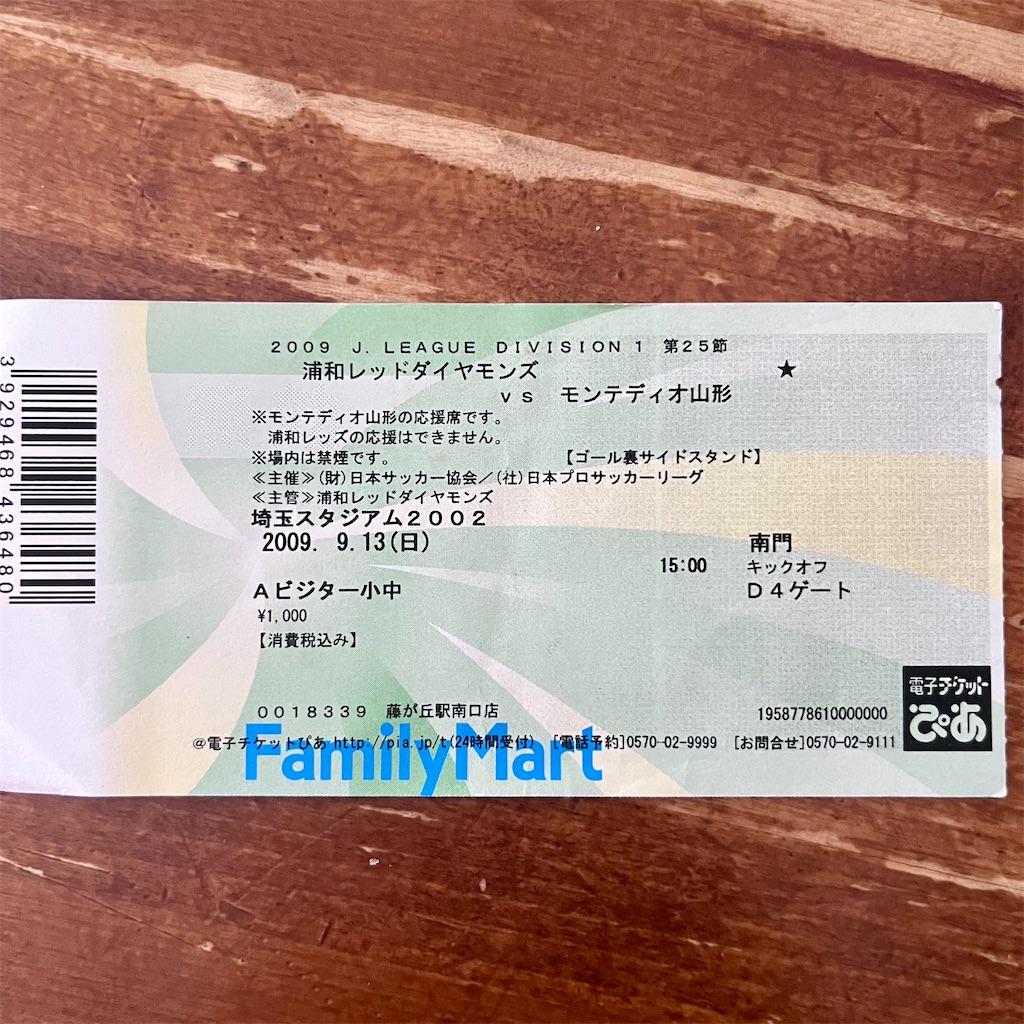 2009 J. LEAGUE DIVISION 1 第25節
浦和レッドダイヤモンズ ★
vs モンテディオ山形
※モンテディオ山形の応援席です。
浦和レッズの応援はできません。
※場内は禁煙です。 【ゴール裏サイドスタンド】
≪主催≫(財)日本サッカー協会/(社)日本プロサッカーリーグ
≪主管≫浦和レッドダイヤモンズ
埼玉スタジアム2002
2009. 9.13(日) 南門
15:00 キックオフ
Aビジター小中 D4ゲート
¥1,000
【消費税込み】
0018339 藤が丘駅南口店 1958778610000000
@電子チケットぴあ http://pia.jp/t(24時間受付) [電話予約]0570-02-9999 [お問合せ]0570-02-9111
FamilyMart
電子チケット
ぴあ
3929468436480